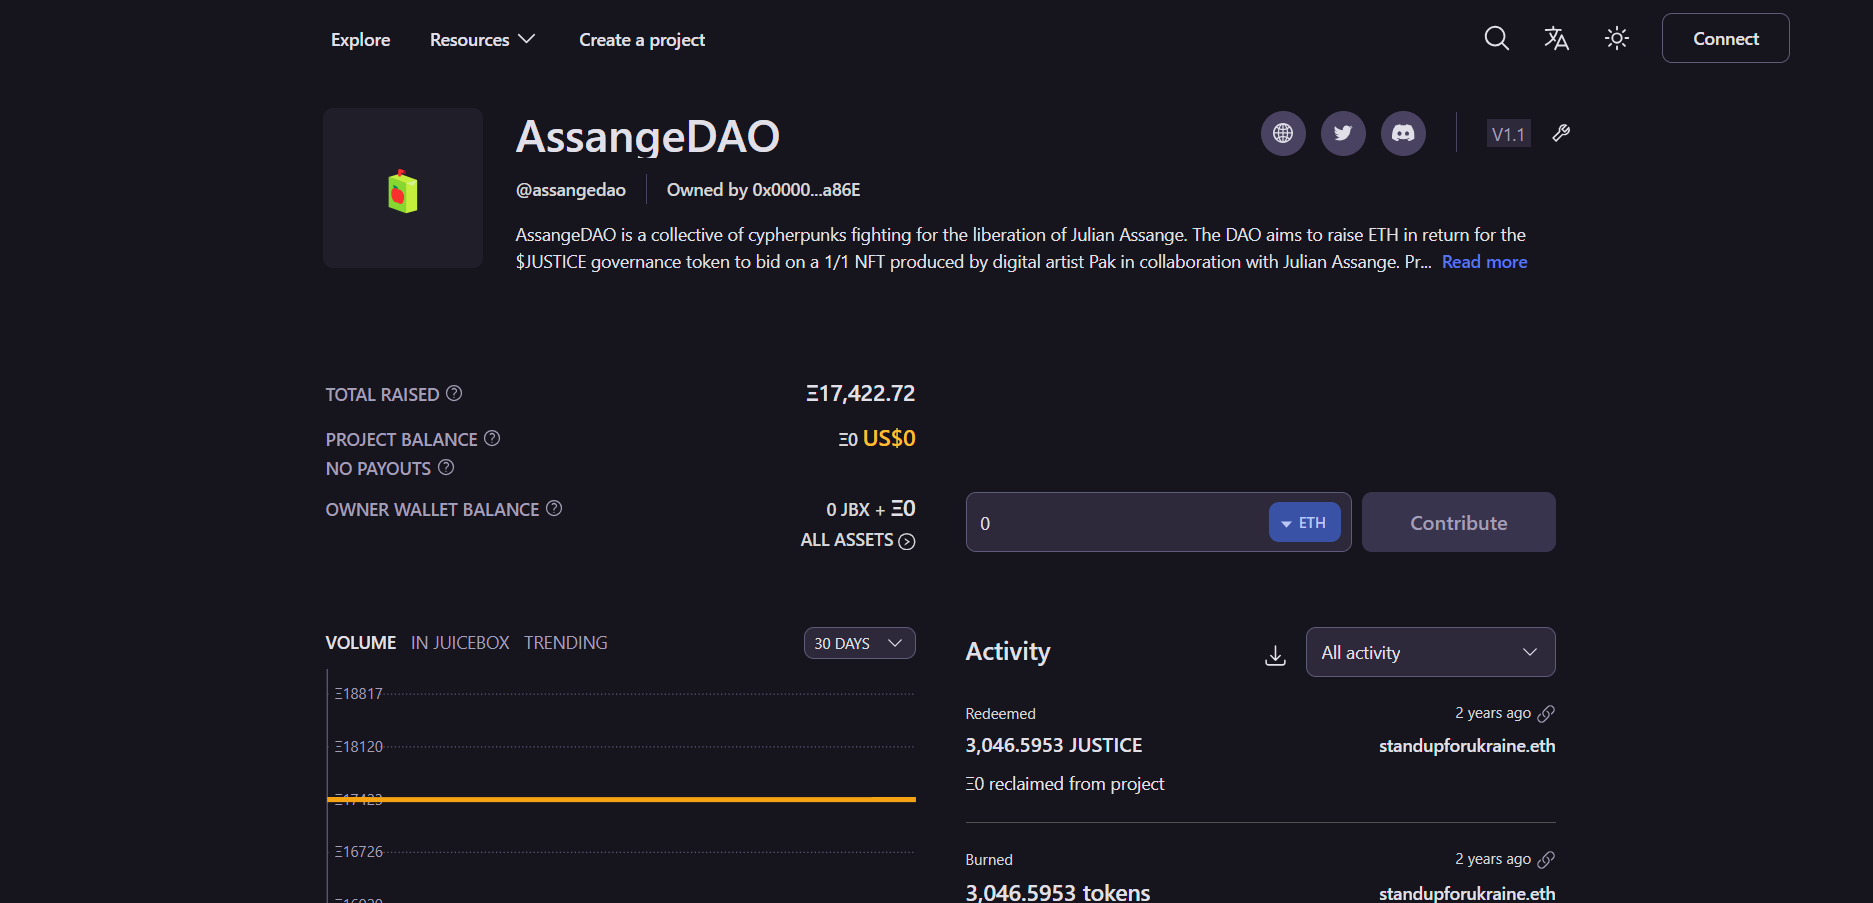 Explore Resources Create a project Connect
AssangeDAO
V1.1
@assangedao Owned by 0x0000...a86E
AssangeDAO is a collective of cypherpunks fighting for the liberation of Julian Assange. The DAO aims to raise ETH in return for the
$JUSTICE governance token to bid on a 1/1 NFT produced by digital artist Pak in collaboration with Julian Assange. Pr... Read more
TOTAL RAISED Ξ17,422.72
PROJECT BALANCE Ξ0 US$0
NO PAYOUTS
OWNER WALLET BALANCE 0 JBX + Ξ0
ALL ASSETS
0 ETH Contribute
VOLUME IN JUICEBOX TRENDING 30 DAYS
Ξ18817
Ξ18120
Ξ17423
Ξ16726
Activity All activity
Redeemed 2 years ago
3,046.5953 JUSTICE standupforukraine.eth
Ξ0 reclaimed from project
Burned 2 years ago
3,046.5953 tokens standupforukraine.eth